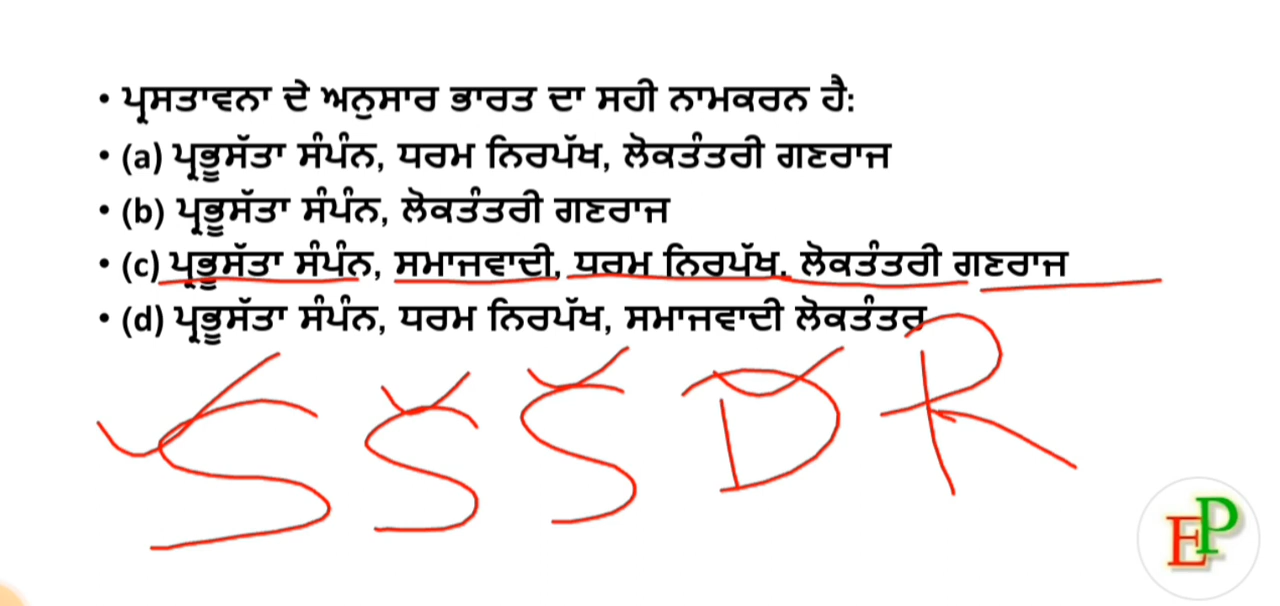 • ਪ੍ਰਸਤਾਵਨਾ ਦੇ ਅਨੁਸਾਰ ਭਾਰਤ ਦਾ ਸਹੀ ਨਾਮਕਰਨ ਹੈ:
• (a) ਪ੍ਰਭੂਸੱਤਾ ਸੰਪੰਨ, ਧਰਮ ਨਿਰਪੱਖ, ਲੋਕਤੰਤਰੀ ਗਣਰਾਜ
• (b) ਪ੍ਰਭੂਸੱਤਾ ਸੰਪੰਨ, ਲੋਕਤੰਤਰੀ ਗਣਰਾਜ
• (c) ਪ੍ਰਭੂਸੱਤਾ ਸੰਪੰਨ, ਸਮਾਜਵਾਦੀ, ਧਰਮ ਨਿਰਪੱਖ, ਲੋਕਤੰਤਰੀ ਗਣਰਾਜ
• (d) ਪ੍ਰਭੂਸੱਤਾ ਸੰਪੰਨ, ਧਰਮ ਨਿਰਪੱਖ, ਸਮਾਜਵਾਦੀ ਲੋਕਤੰਤਰ
S S S D R
EP